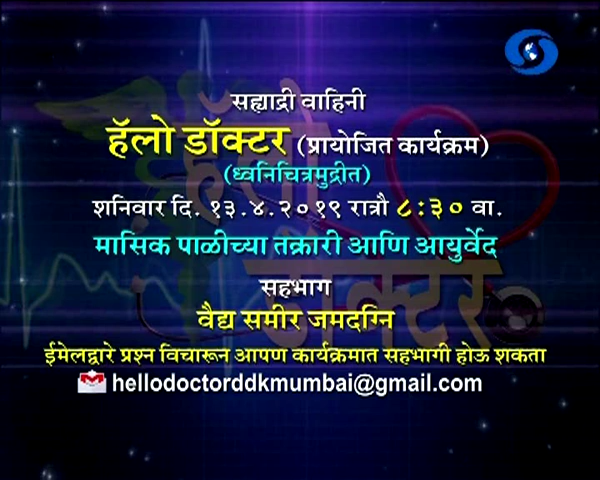 सह्याद्री वाहिनी
हॅलो डॉक्टर (प्रायोजित कार्यक्रम)
(ध्वनिचित्रमुद्रीत)
शनिवार दि. १३.४.२०१९ रात्रौ ८:३० वा.
मासिक पाळीच्या तक्रारी आणि आयुर्वेद
सहभाग
वैद्य समीर जमदग्नि
ईमेलद्वारे प्रश्न विचारून आपण कार्यक्रमात सहभागी होऊ शकता
hellodoctorddkmumbai@gmail.com
हॅलो
डॉक्टर